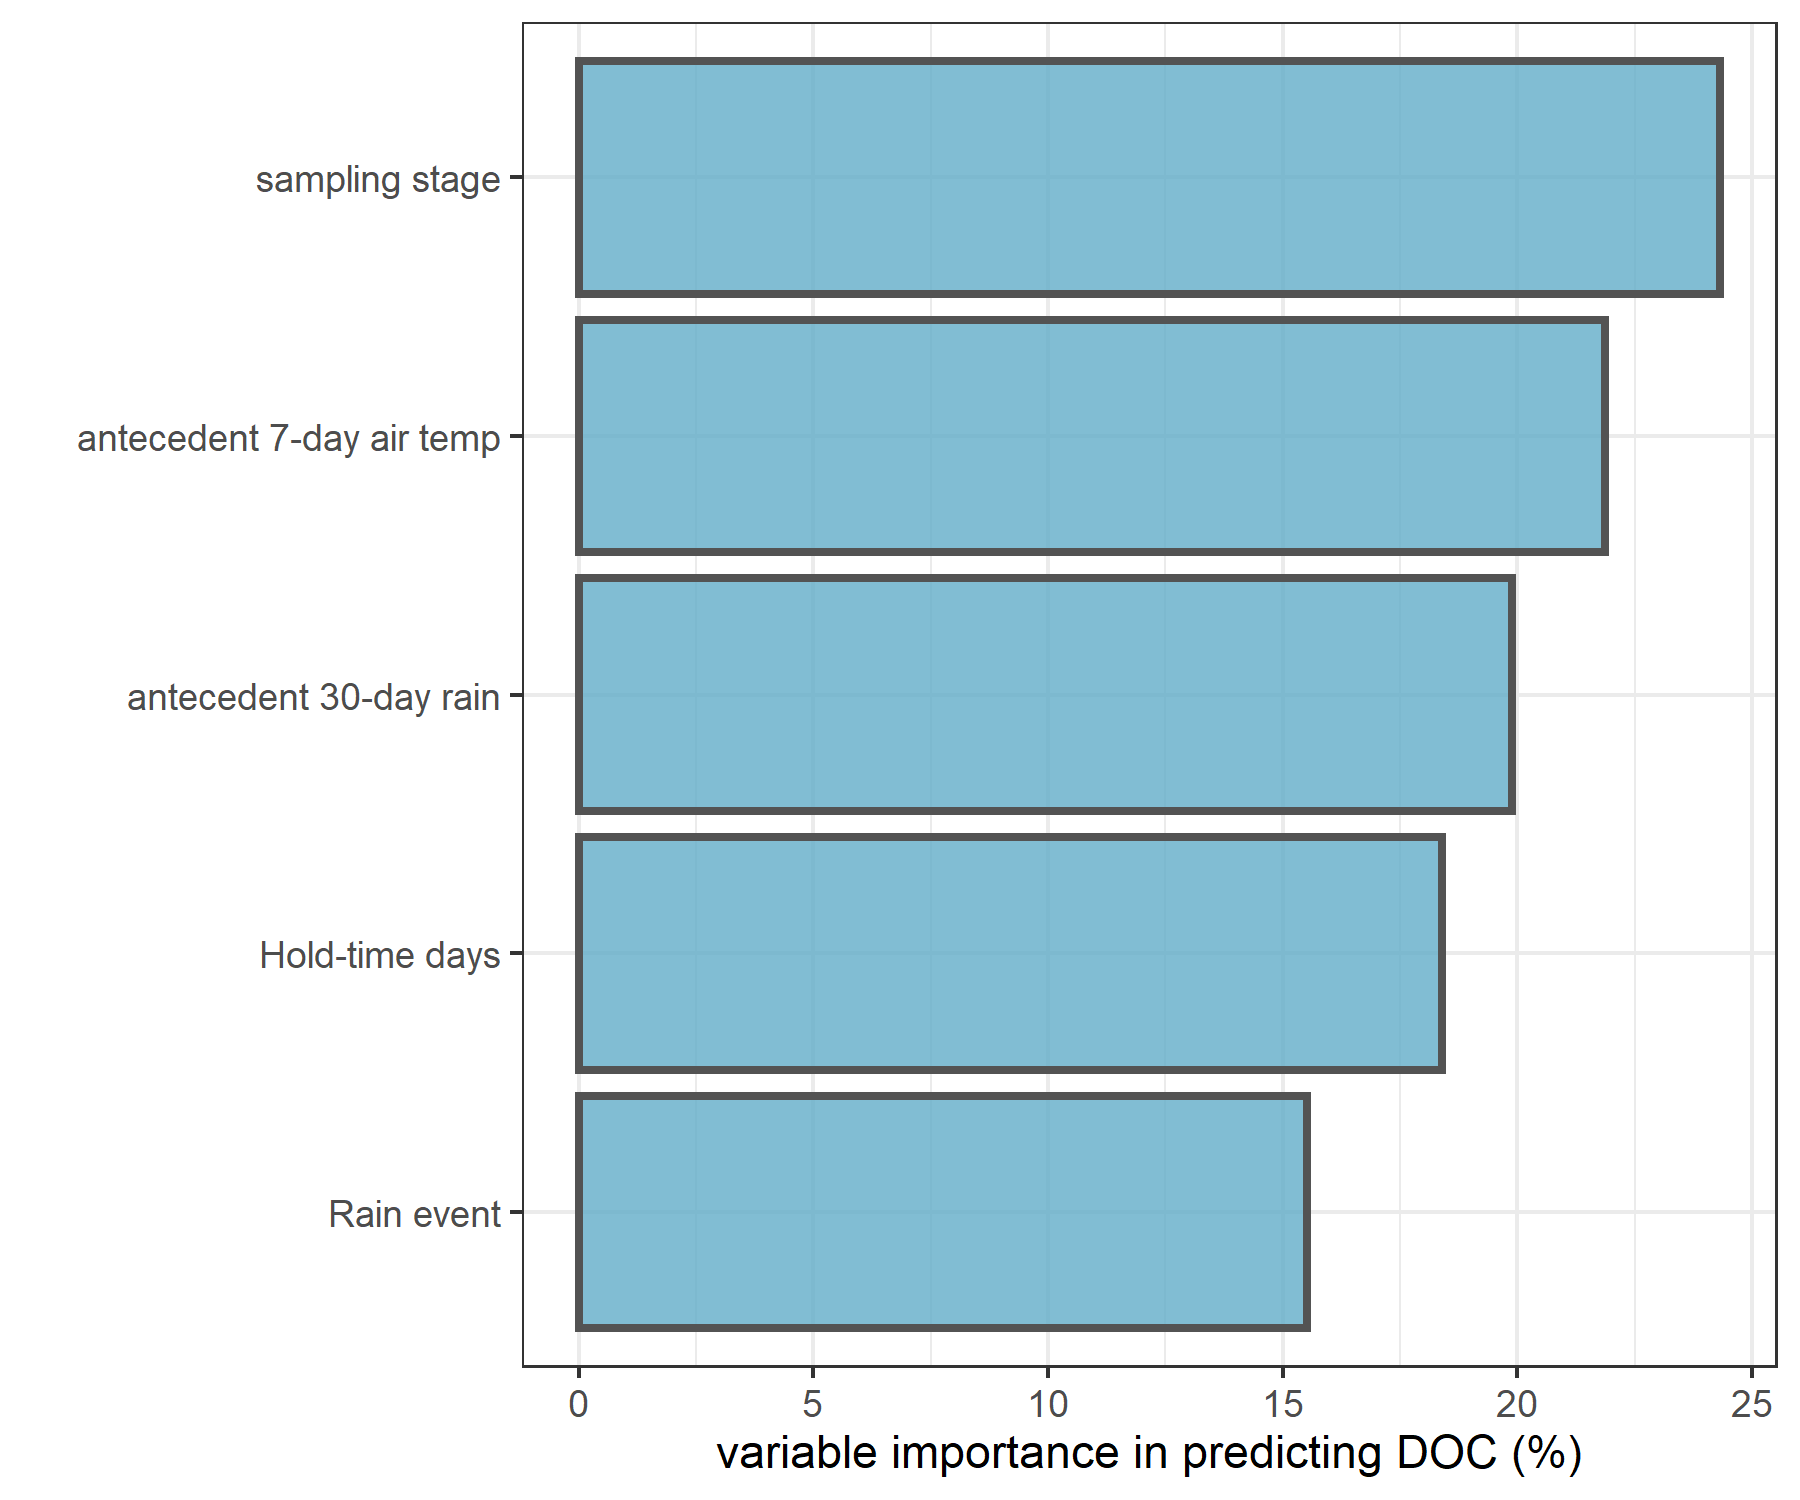 sampling stage
antecedent 7-day air temp
antecedent 30-day rain
Hold-time days
Rain event
0 5 10 15 20 25
variable importance in predicting DOC (%)